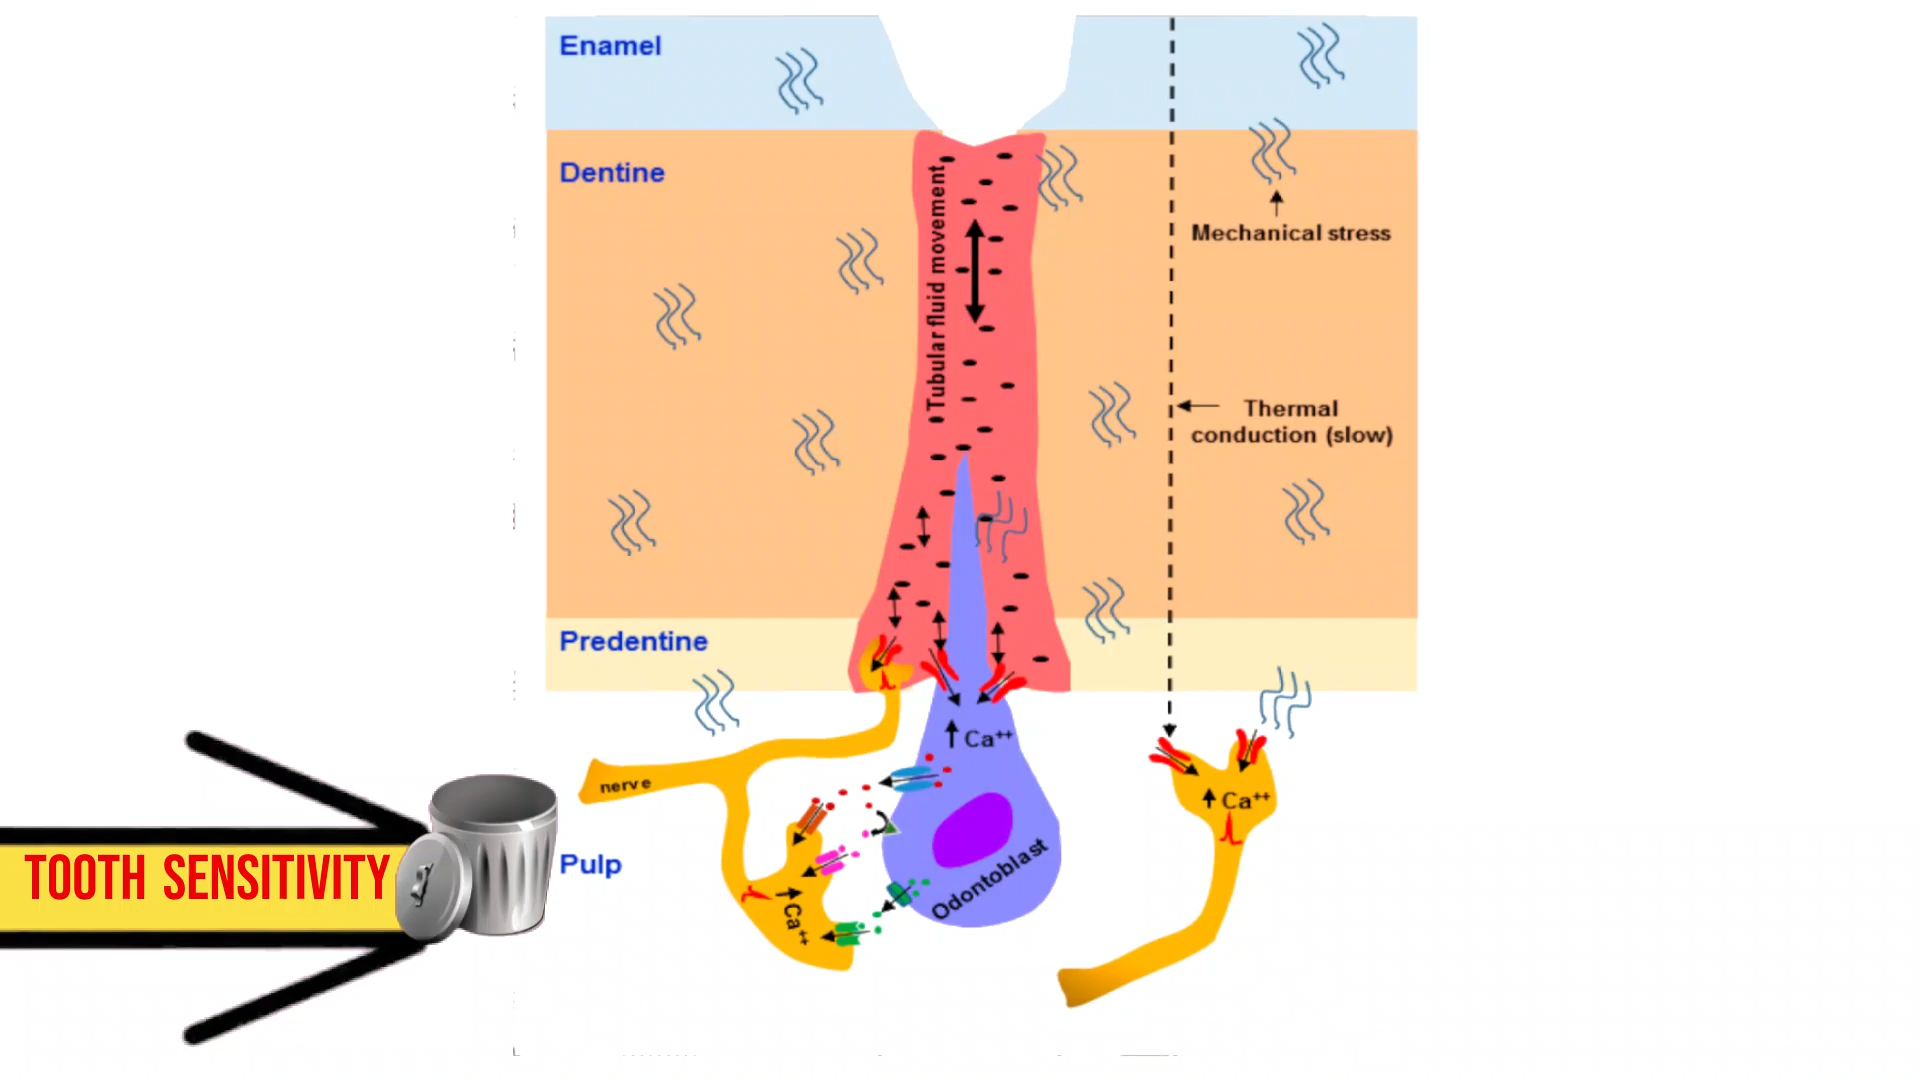 Enamel
Dentine
Tubular fluid movement
Mechanical stress
Thermal
conduction (slow)
Predentine
Ca++
nerve
Ca++
TOOTH SENSITIVITY
Pulp
Odontoblast
Ca++